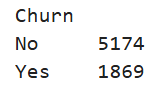 Churn
No 5174
Yes 1869